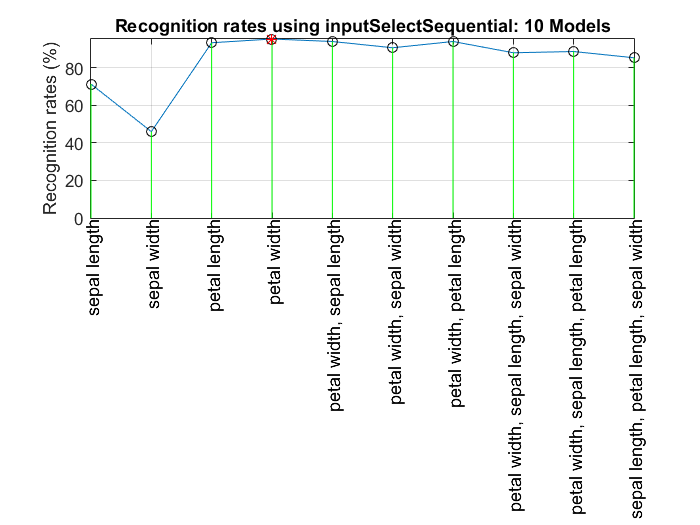 Recognition rates using inputSelectSequential: 10 Models
Recognition rates (%)
80
60
40
20
0
sepal length
sepal width
petal length
petal width
petal width, sepal length
petal width, sepal width
petal width, petal length
petal width, sepal length, sepal width
petal width, sepal length, petal length
sepal length, petal length, sepal width